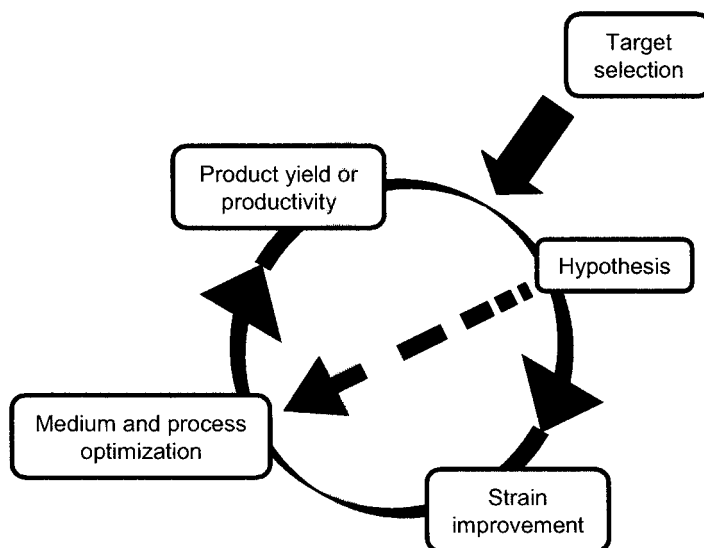 Target
selection
Product yield or
productivity
Hypothesis
Medium and process
optimization
Strain
improvement